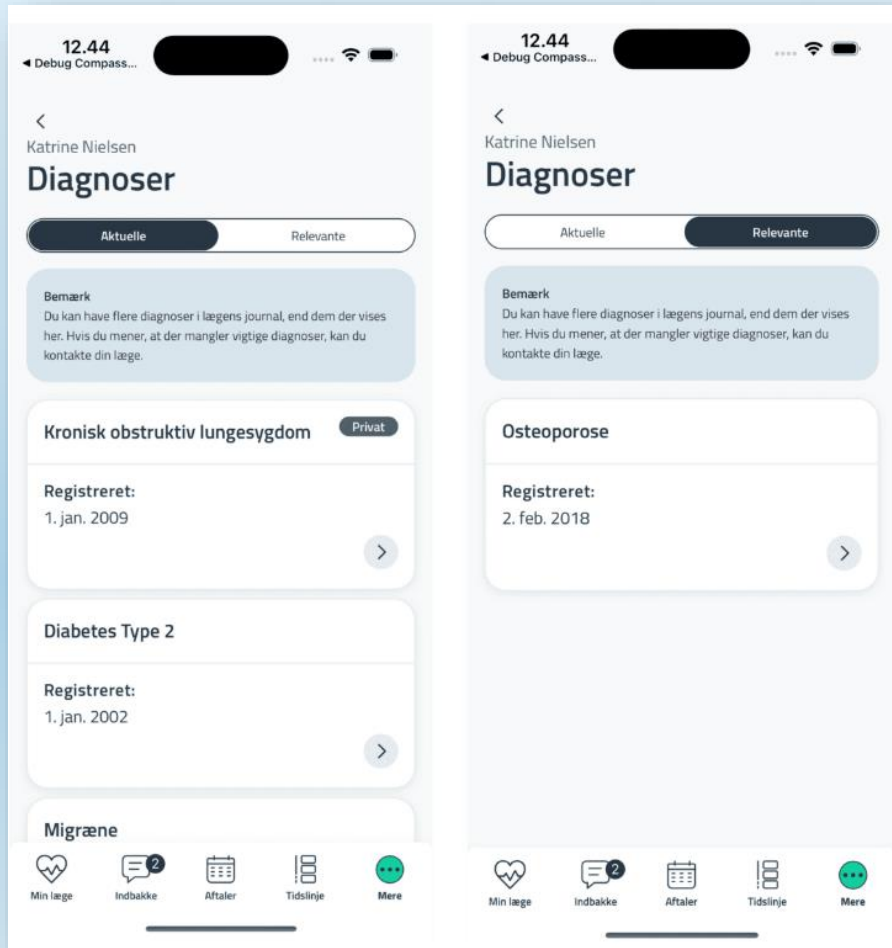 12.44
◀ Debug Compass...
Katrine Nielsen
Diagnoser
Aktuelle
Relevante
Bemærk
Du kan have flere diagnoser i lægens journal, end dem der vises
her. Hvis du mener, at der mangler vigtige diagnoser, kan du
kontakte din læge.
Kronisk obstruktiv lungesygdom
Privat
Registreret:
1. jan. 2009
Diabetes Type 2
Registreret:
1. jan. 2002
Migræne
2
Min læge
Indbakke
Aftaler
Tidslinje
Mere
12.44
◀ Debug Compass...
Katrine Nielsen
Diagnoser
Aktuelle
Relevante
Bemærk
Du kan have flere diagnoser i lægens journal, end dem der vises
her. Hvis du mener, at der mangler vigtige diagnoser, kan du
kontakte din læge.
Osteoporose
Registreret:
2. feb. 2018
2
Min læge
Indbakke
Aftaler
Tidslinje
Mere